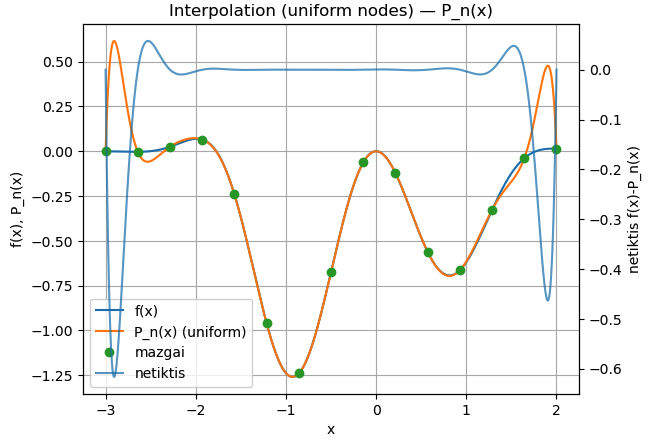 Interpolation (uniform nodes) — P_n(x)
f(x), P_n(x)
0.50
0.25
0.00
−0.25
−0.50
−0.75
−1.00
−1.25
0.0
−0.1
−0.2
−0.3
−0.4
−0.5
−0.6
netiktis f(x)-P_n(x)
f(x)
P_n(x) (uniform)
mazgai
netiktis
−3
−2
−1
0
1
2
x